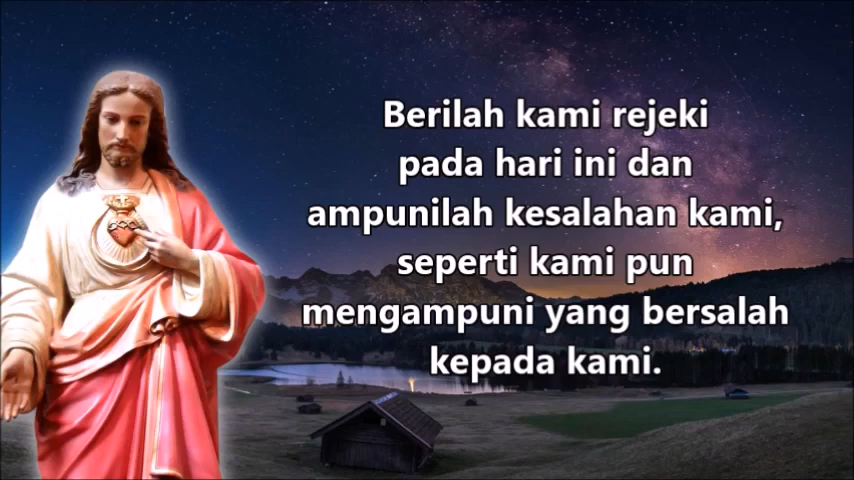 Berilah kami rejeki
pada hari ini dan
ampunilah kesalahan kami,
seperti kami pun
mengampuni yang bersalah
kepada kami.